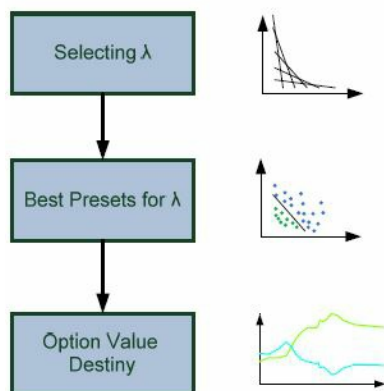 Selecting λ
Best Presets for λ
Option Value
Destiny